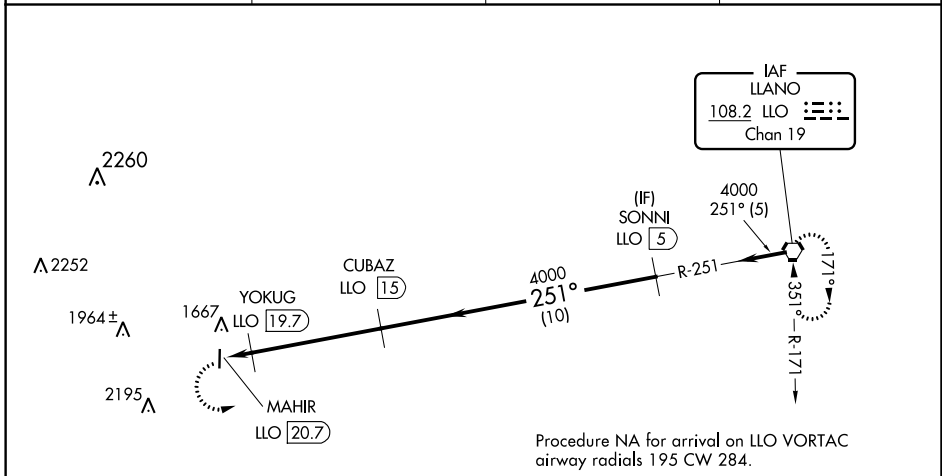 IAF
LLANO
108.2 LLO
Chan 19
2260
(IF)
SONNI
LLO 5
4000
251° (5)
R-251
171°
351°
R-171
2252
CUBAZ
LLO 15
4000
251°
(10)
YOKUG
LLO 19.7
1964 ±
1667
2195
MAHIR
LLO 20.7
Procedure NA for arrival on LLO VORTAC
airway radials 195 CW 284.